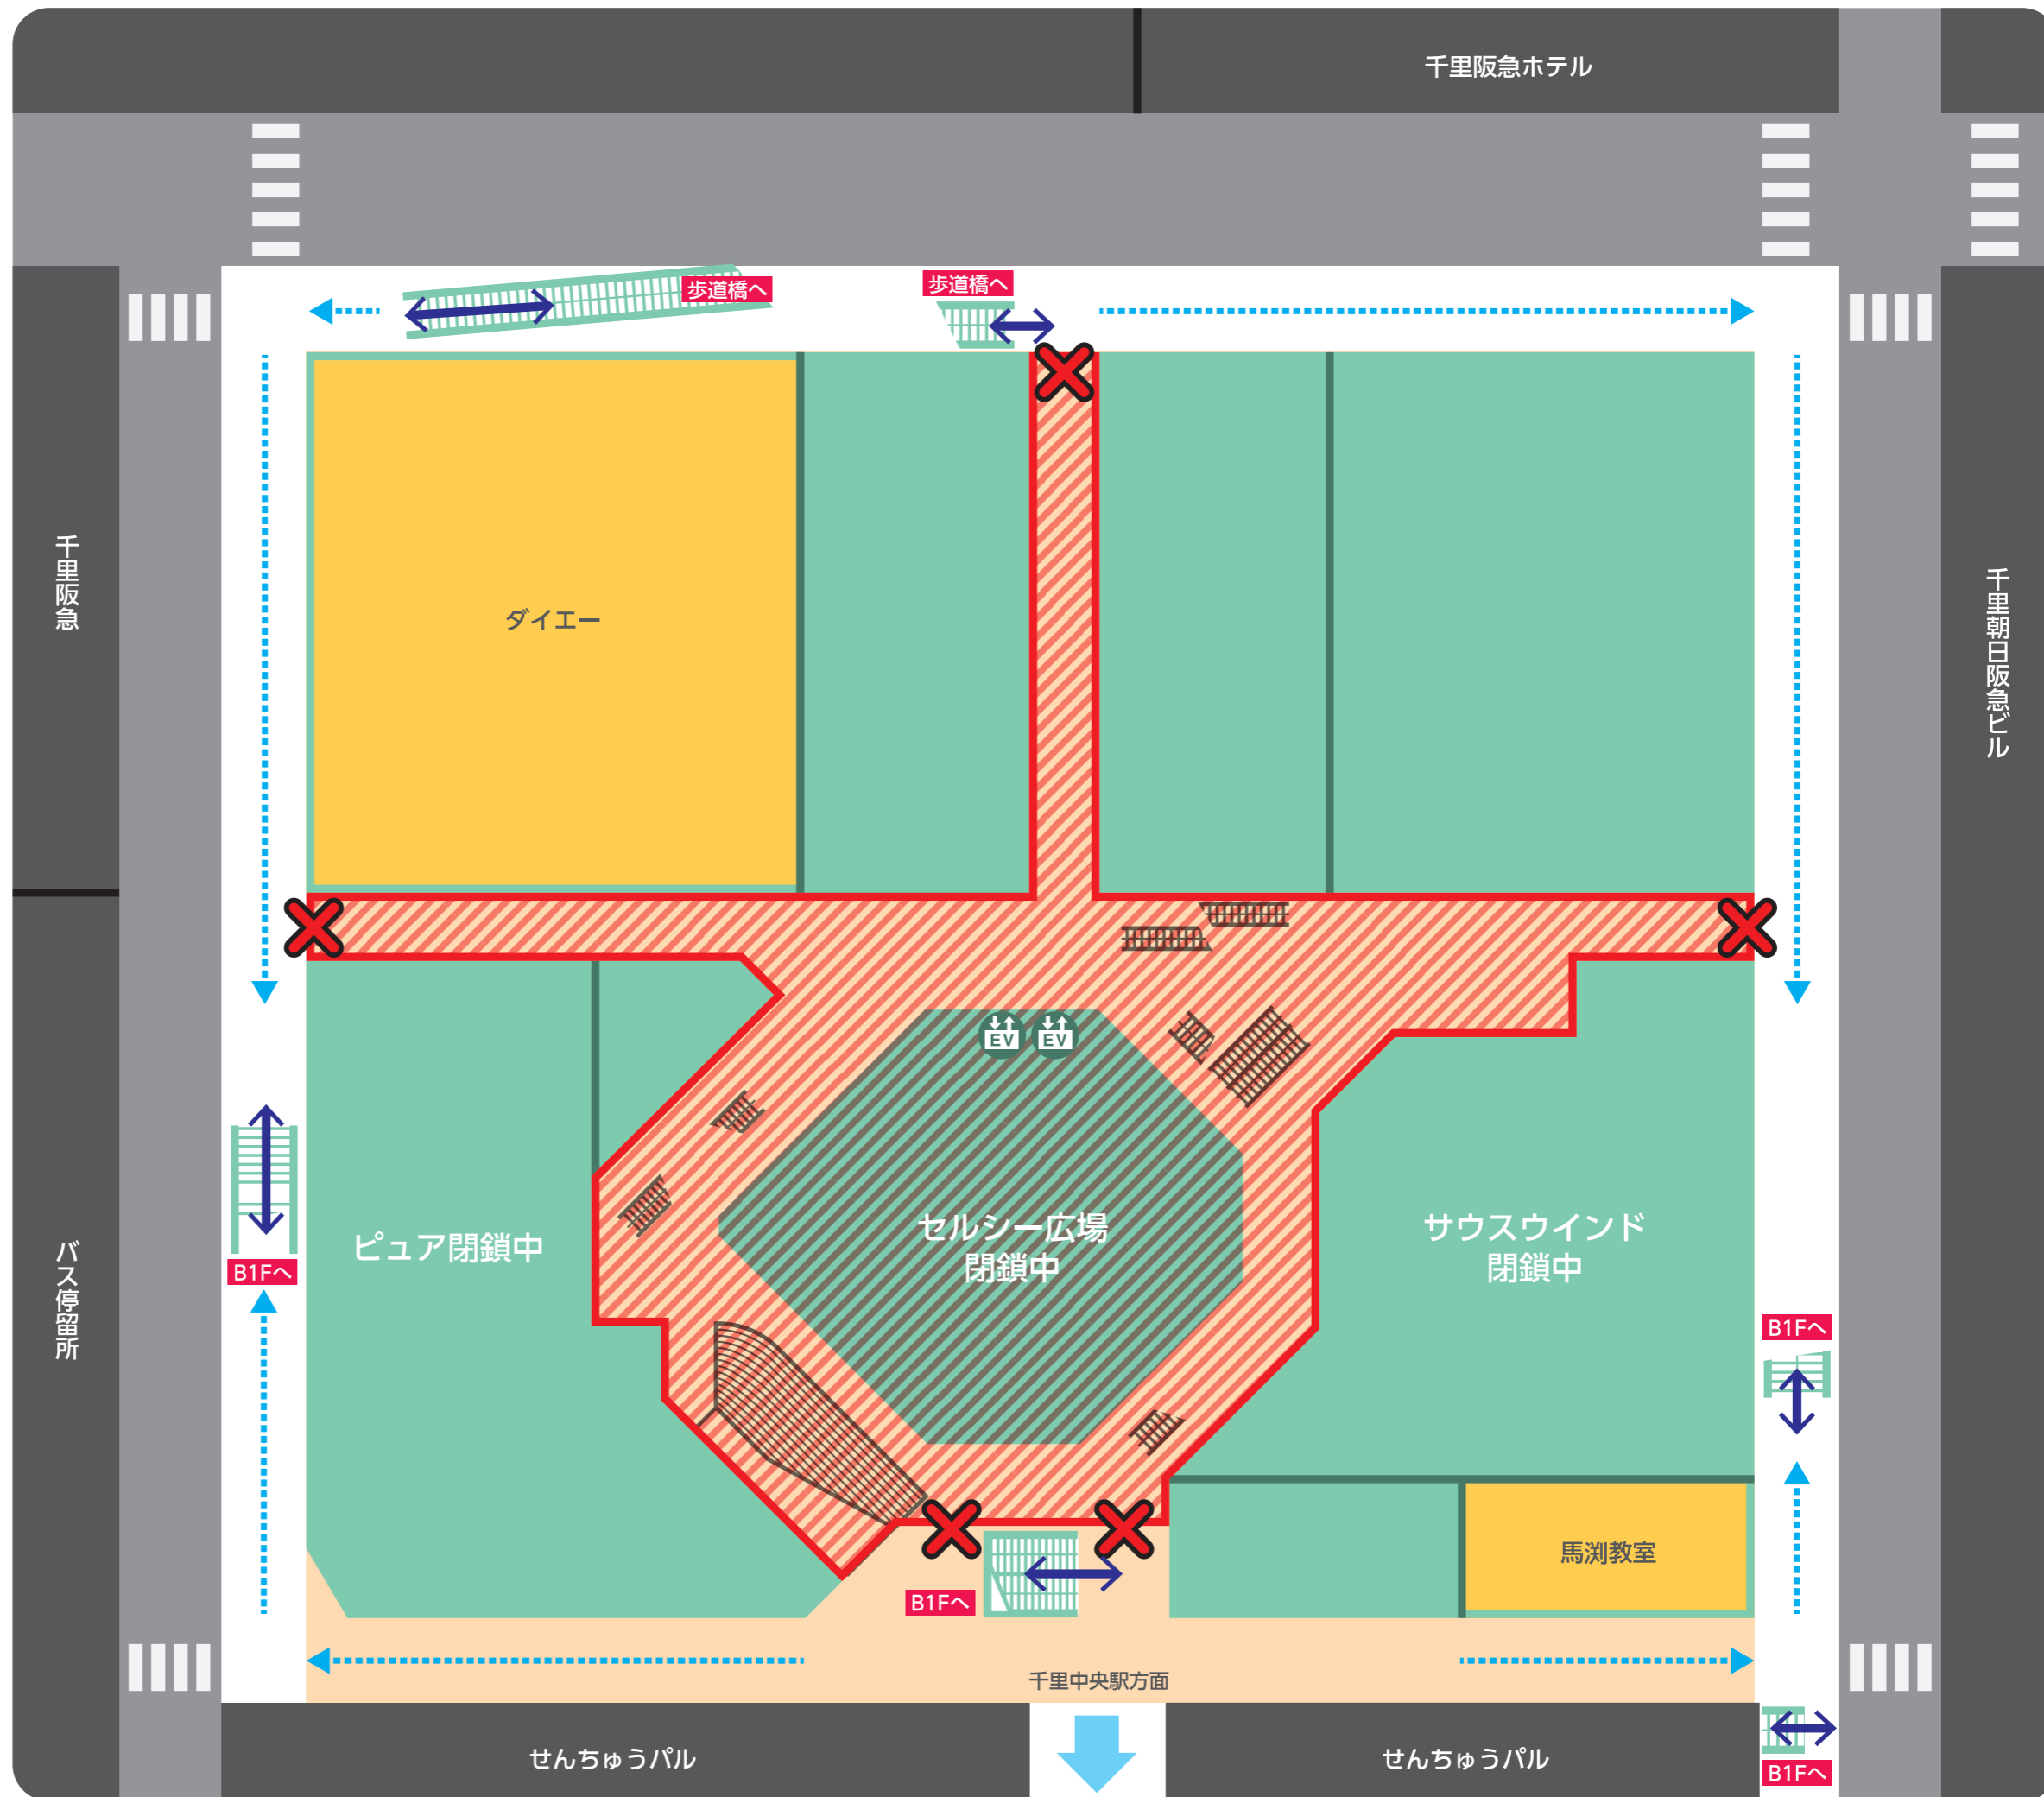 千里阪急ホテル
歩道橋へ
歩道橋へ
千里阪急
ダイエー
千里朝日阪急ビル
EV
EV
バス停留所
ピュア閉鎖中
セルシー広場
閉鎖中
サウスウインド
閉鎖中
B1Fへ
B1Fへ
馬渕教室
B1Fへ
千里中央駅方面
せんちゅうパル
せんちゅうパル
B1Fへ